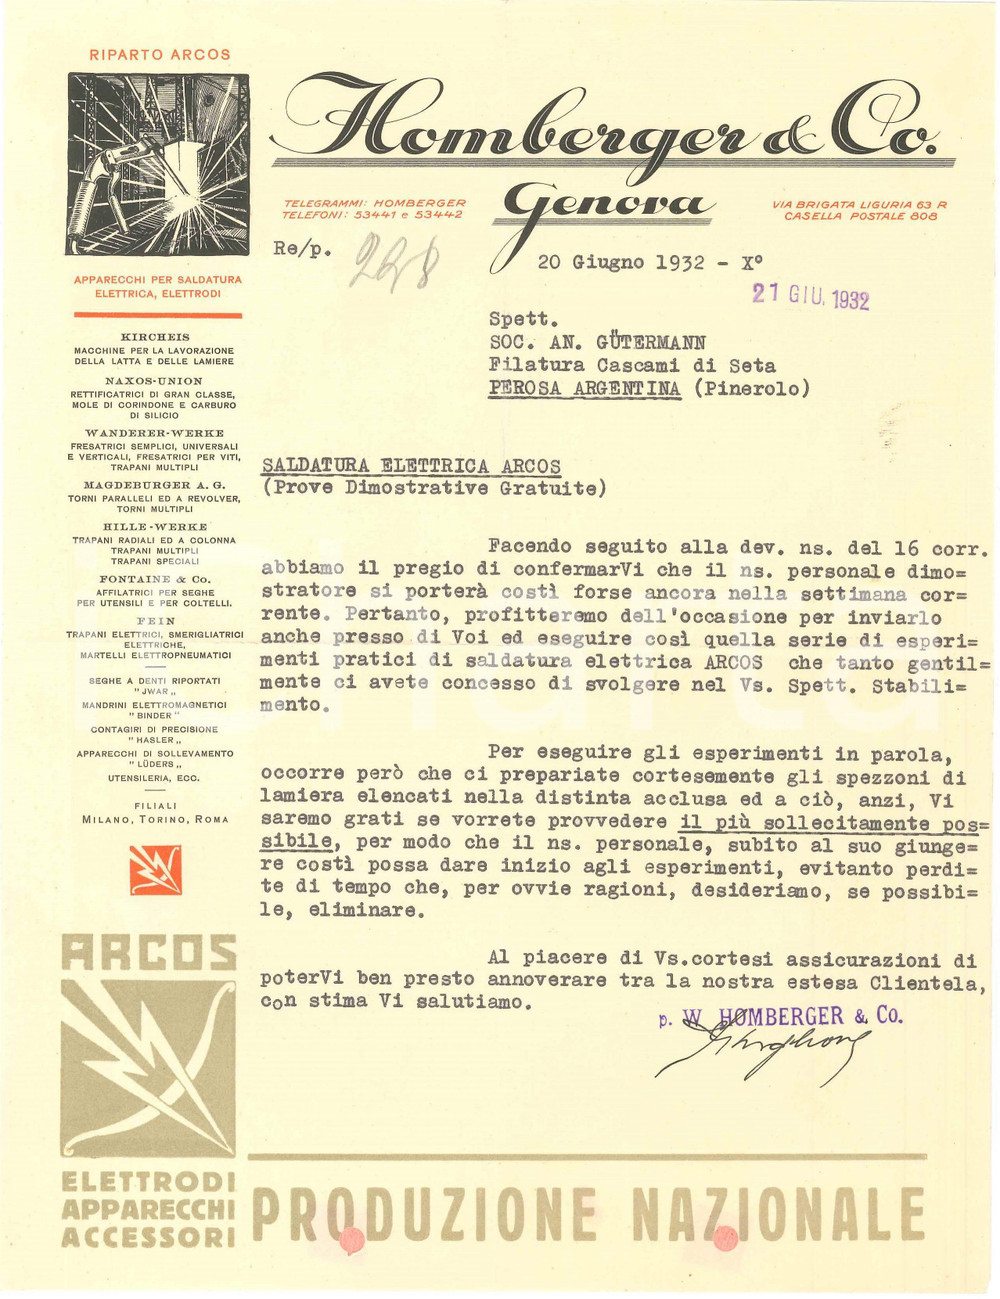 RIPARTO ARCOS
Homberger & Co.
Genova
TELEGRAMMI: HOMBERGER
TELEFONI: 53441 e 53442
VIA BRIGATA LIGURIA 63 R
CASELLA POSTALE 808
Re/p.
228
20 Giugno 1932 - X°
21 GIU. 1932
APPARECCHI PER SALDATURA
ELETTRICA, ELETTRODI
KIRCHEIS
MACCHINE PER LA LAVORAZIONE
DELLA LATTA E DELLE LAMIERE
NAXOS-UNION
RETTIFICATRICI DI GRAN CLASSE,
MOLE DI CORINDONE E CARBURO
DI SILICIO
WANDERER-WERKE
FRESATRICI SEMPLICI, UNIVERSALI
E VERTICALI, FRESATRICI PER VITI,
TRAPANI MULTIPLI
MAGDEBURGER A. G.
TORNI PARALLELI ED A REVOLVER,
TORNI MULTIPLI
HILLE-WERKE
TRAPANI RADIALI ED A COLONNA
TRAPANI MULTIPLI
TRAPANI SPECIALI
FONTAINE & Co.
AFFILATRICI PER SEGHE
PER UTENSILI E PER COLTELLI.
FEIN
TRAPANI ELETTRICI, SMERIGLIATRICI
ELETTRICHE,
MARTELLI ELETTROPNEUMATICI
SEGHE A DENTI RIPORTATI
" JWAR „
MANDRINI ELETTROMAGNETICI
" BINDER "
CONTAGIRI DI PRECISIONE
" HASLER „
APPARECCHI DI SOLLEVAMENTO
" LÜDERS „
UTENSILERIA, ECC.
FILIALI
MILANO, TORINO, ROMA
Spett.
SOC. AN. GÜTERMANN
Filatura Cascami di Seta
PEROSA ARGENTINA (Pinerolo)
SALDATURA ELETTRICA ARCOS
(Prove Dimostrative Gratuite)
Facendo seguito alla dev. ns. del 16 corr.
abbiamo il pregio di confermarVi che il ns. personale dimo=
stratore si porterà costì forse ancora nella settimana cor=
rente. Pertanto, profitteremo dell'occasione per inviarlo
anche presso di Voi ed eseguire così quella serie di esperi=
menti pratici di saldatura elettrica ARCOS che tanto gentil=
mente ci avete concesso di svolgere nel Vs. Spett. Stabili=
mento.
Per eseguire gli esperimenti in parola,
occorre però che ci prepariate cortesemente gli spezzoni di
lamiera elencati nella distinta acclusa ed a ciò, anzi, Vi
saremo grati se vorrete provvedere il più sollecitamente pos=
sibile, per modo che il ns. personale, subito al suo giunge=
re costì possa dare inizio agli esperimenti, evitanto perdi=
te di tempo che, per ovvie ragioni, desideriamo, se possibi=
le, eliminare.
Al piacere di Vs.cortesi assicurazioni di
poterVi ben presto annoverare tra la nostra estesa Clientela,
con stima Vi salutiamo.
p. W. HOMBERGER & Co.
ARCOS
ELETTRODI
APPARECCHI
ACCESSORI
PRODUZIONE NAZIONALE